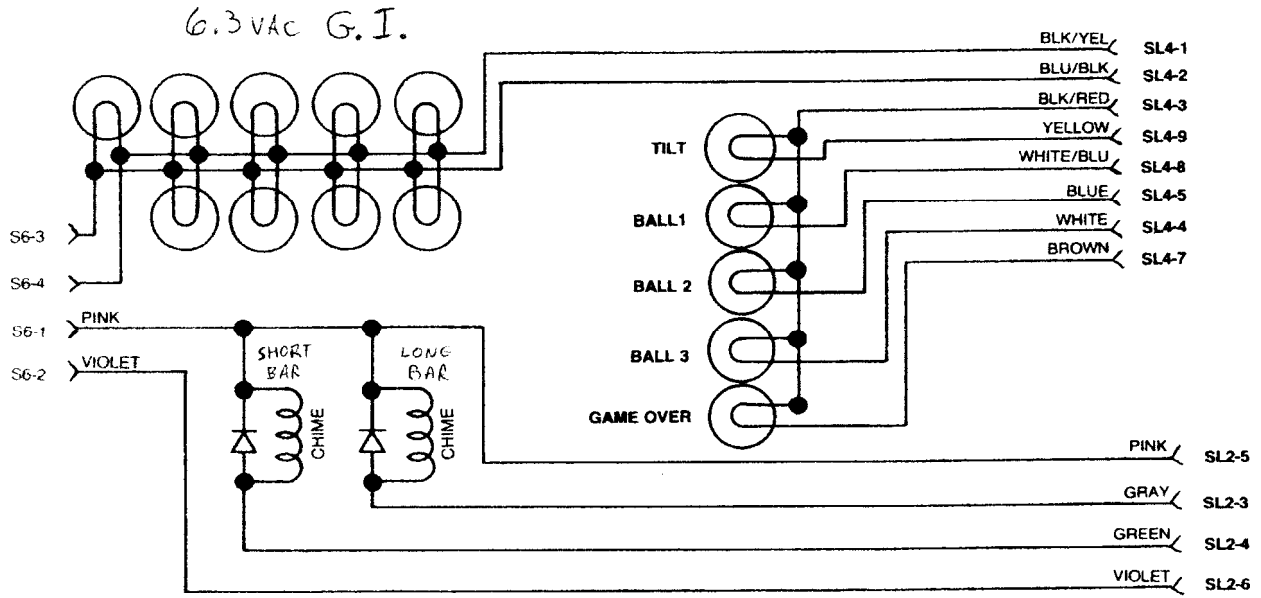 6.3 VAC G.I.
BLK/YEL SL4-1
BLU/BLK SL4-2
BLK/RED SL4-3
TILT YELLOW SL4-9
WHITE/BLU SL4-8
BALL1 BLUE SL4-5
S6-3 WHITE SL4-4
BROWN SL4-7
S6-4 BALL 2
S6-1 PINK
SHORT BAR
LONG BAR
BALL 3
S6-2 VIOLET
CHIME
CHIME
GAME OVER
PINK SL2-5
GRAY SL2-3
GREEN SL2-4
VIOLET SL2-6